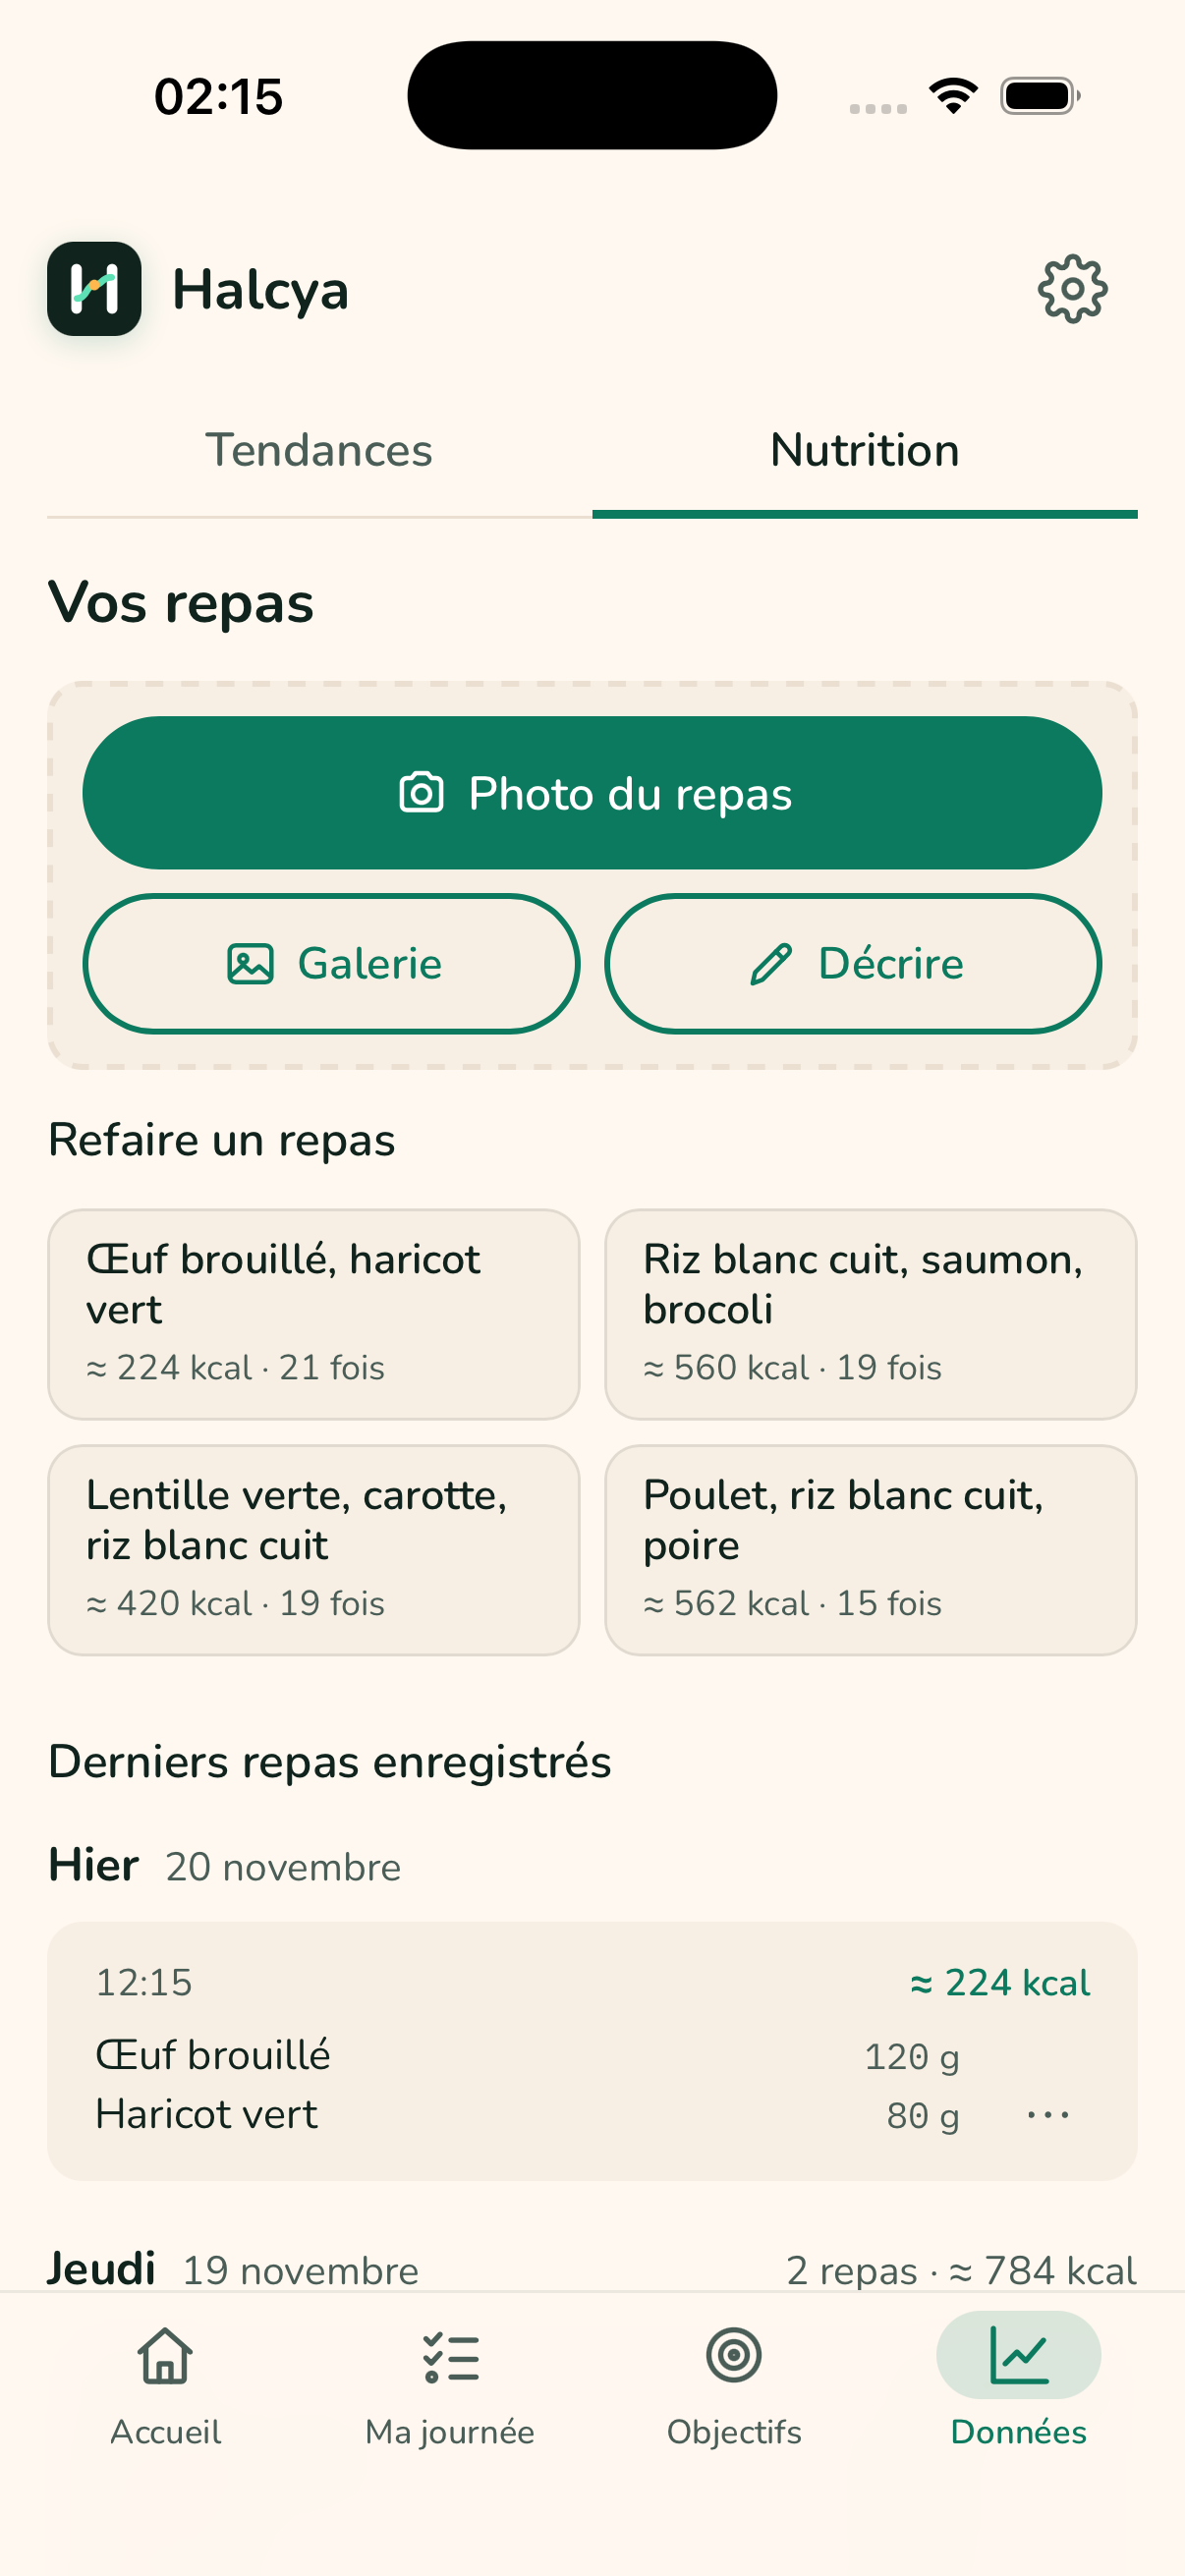 02:15
Halcya
Tendances
Nutrition
Vos repas
Photo du repas
Galerie
Décrire
Refaire un repas
Œuf brouillé, haricot
vert
≈ 224 kcal · 21 fois
Riz blanc cuit, saumon,
brocoli
≈ 560 kcal · 19 fois
Lentille verte, carotte,
riz blanc cuit
≈ 420 kcal · 19 fois
Poulet, riz blanc cuit,
poire
≈ 562 kcal · 15 fois
Derniers repas enregistrés
Hier 20 novembre
12:15 ≈ 224 kcal
Œuf brouillé 120 g
Haricot vert 80 g
Jeudi 19 novembre 2 repas · ≈ 784 kcal
Accueil
Ma journée
Objectifs
Données